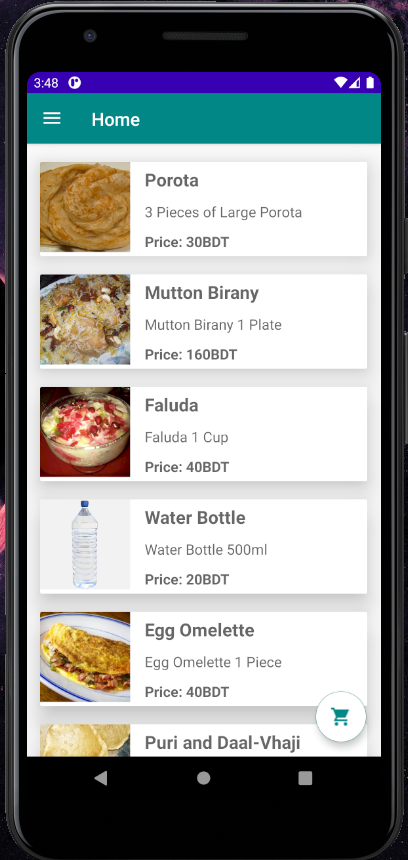 3:48
Home
Porota
3 Pieces of Large Porota
Price: 30BDT
Mutton Birany
Mutton Birany 1 Plate
Price: 160BDT
Faluda
Faluda 1 Cup
Price: 40BDT
Water Bottle
Water Bottle 500ml
Price: 20BDT
Egg Omelette
Egg Omelette 1 Piece
Price: 40BDT
Puri and Daal-Vhaji